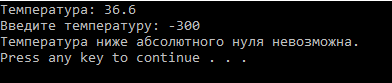 Температура: 36.6
Введите температуру: -300
Температура ниже абсолютного нуля невозможна.
Press any key to continue . . .